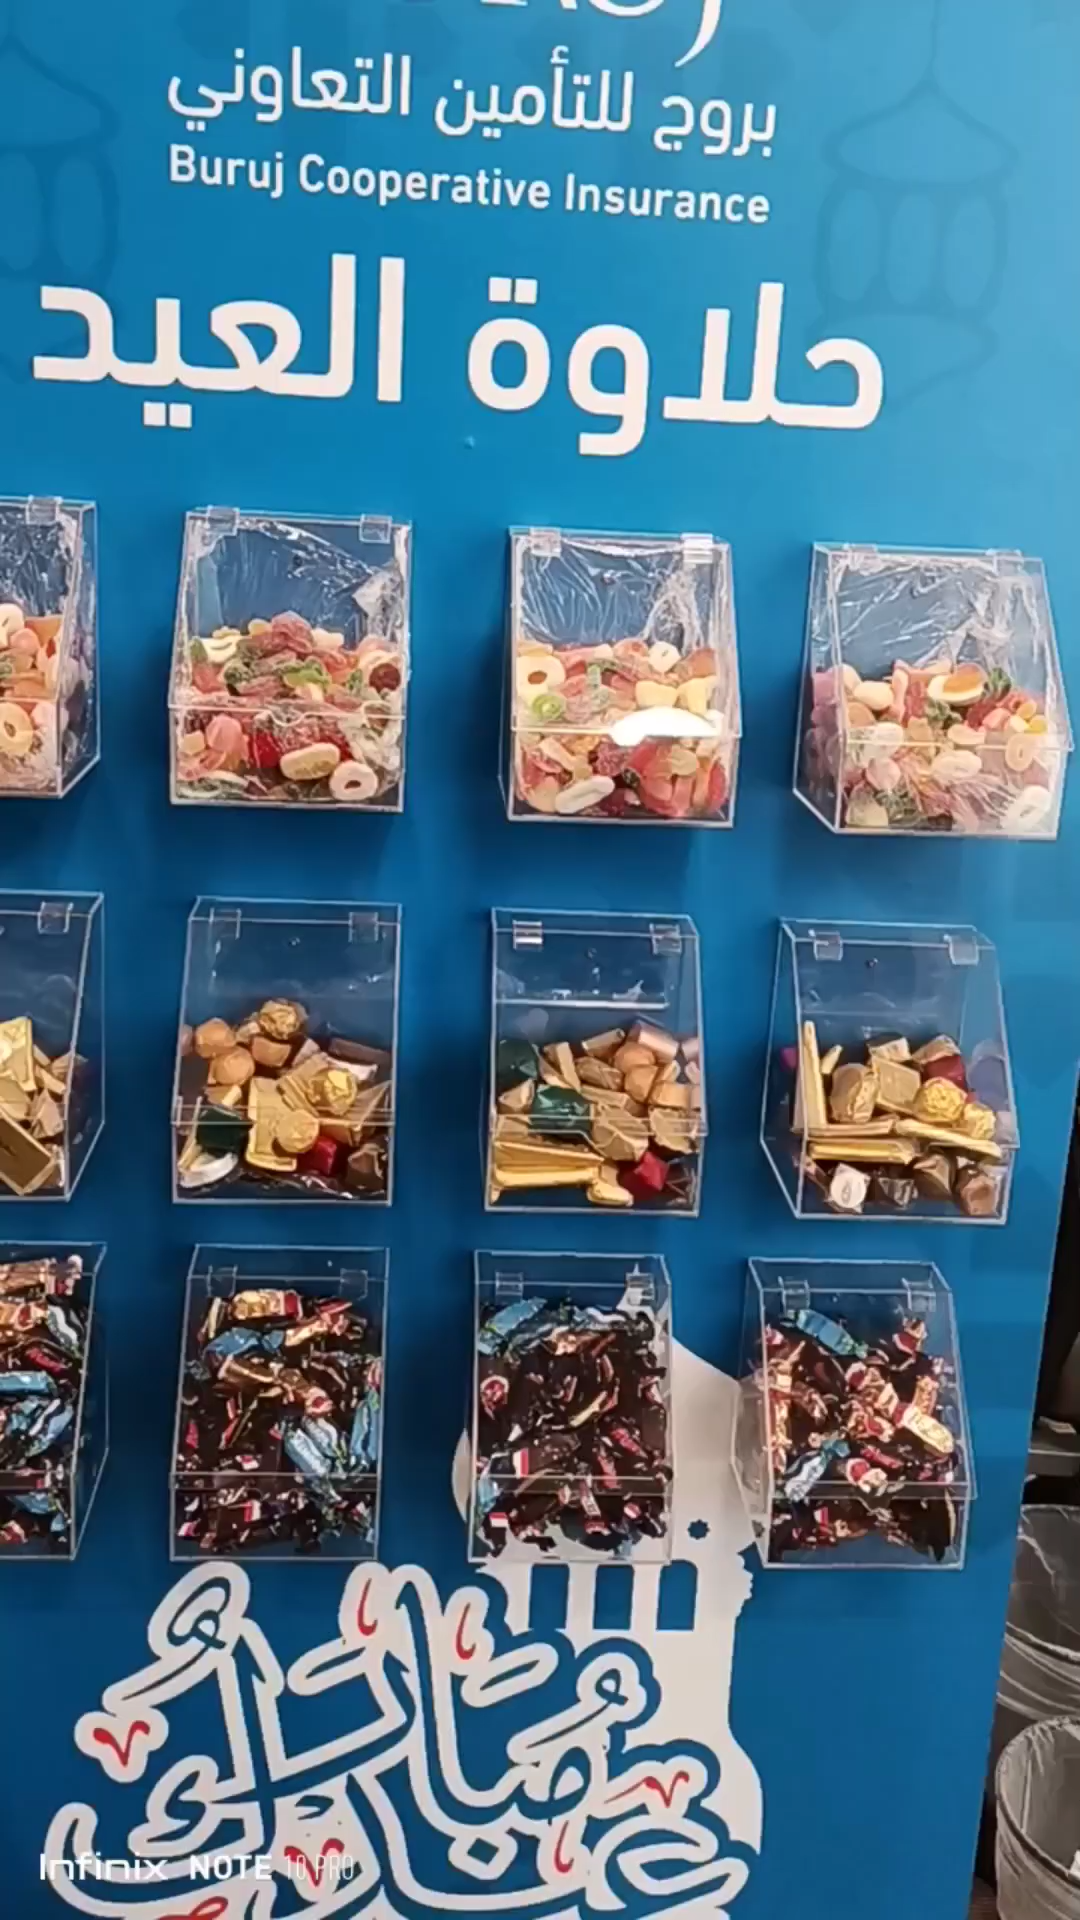 بروج للتأمين التعاوني
Buruj Cooperative Insurance
حلاوة العيد
عيدكم مبارك
Infinix NOTE 10 PRO